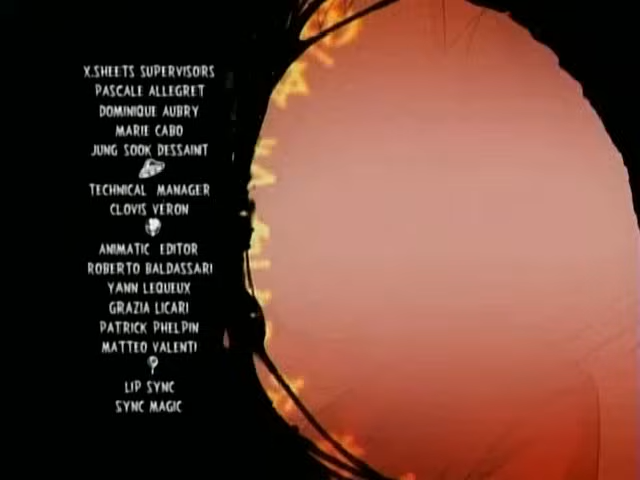 X.SHEETS SUPERVISORS
PASCALE ALLEGRET
DOMINIQUE AUBRY
MARIE CABO
JUNG SOOK DESSAINT
TECHNICAL MANAGER
CLOVIS VERON
ANIMATIC EDITOR
ROBERTO BALDASSARI
YANN LEQUEUX
GRAZIA LICARI
PATRICK PHELPIN
MATTEO VALENTI
LIP SYNC
SYNC MAGIC